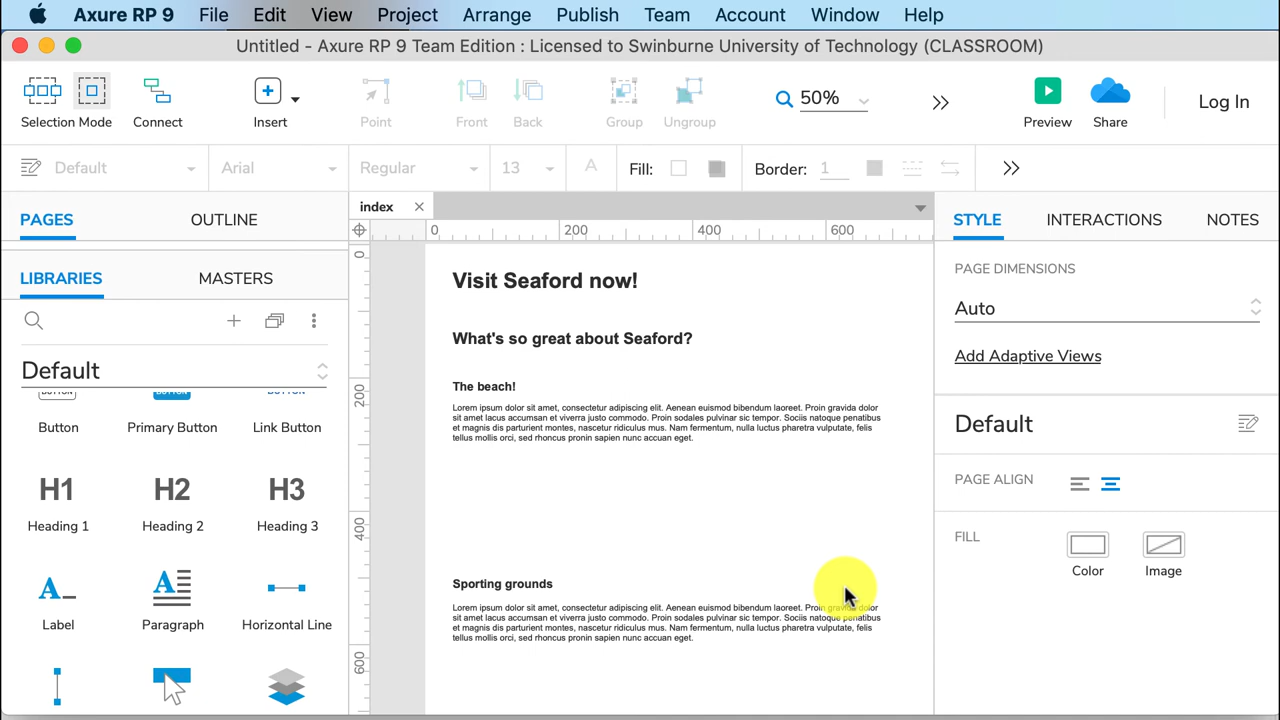 Axure RP 9 File Edit View Project Arrange Publish Team Account Window Help
Untitled - Axure RP 9 Team Edition : Licensed to Swinburne University of Technology (CLASSROOM)
50%
Log In
Selection Mode Connect Insert Point Front Back Group Ungroup Preview Share
Default Arial Regular 13 A Fill: Border: 1
PAGES OUTLINE
index
STYLE INTERACTIONS NOTES
0 200 400 600
LIBRARIES MASTERS
Default
BUTTON BUTTON BUTTON
Button Primary Button Link Button
H1 H2 H3
Heading 1 Heading 2 Heading 3
A A
Label Paragraph Horizontal Line
0
200
400
600
Visit Seaford now!
What's so great about Seaford?
The beach!
Lorem ipsum dolor sit amet, consectetur adipiscing elit. Aenean euismod bibendum laoreet. Proin gravida dolor
sit amet lacus accumsan et viverra justo commodo. Proin sodales pulvinar sic tempor. Sociis natoque penatibus
et magnis dis parturient montes, nascetur ridiculus mus. Nam fermentum, nulla luctus pharetra vulputate, felis
tellus mollis orci, sed rhoncus pronin sapien nunc accuan eget.
Sporting grounds
Lorem ipsum dolor sit amet, consectetur adipiscing elit. Aenean euismod bibendum laoreet. Proin gravida dolor
sit amet lacus accumsan et viverra justo commodo. Proin sodales pulvinar sic tempor. Sociis natoque penatibus
et magnis dis parturient montes, nascetur ridiculus mus. Nam fermentum, nulla luctus pharetra vulputate, felis
tellus mollis orci, sed rhoncus pronin sapien nunc accuan eget.
PAGE DIMENSIONS
Auto
Add Adaptive Views
Default
PAGE ALIGN
FILL
Color Image